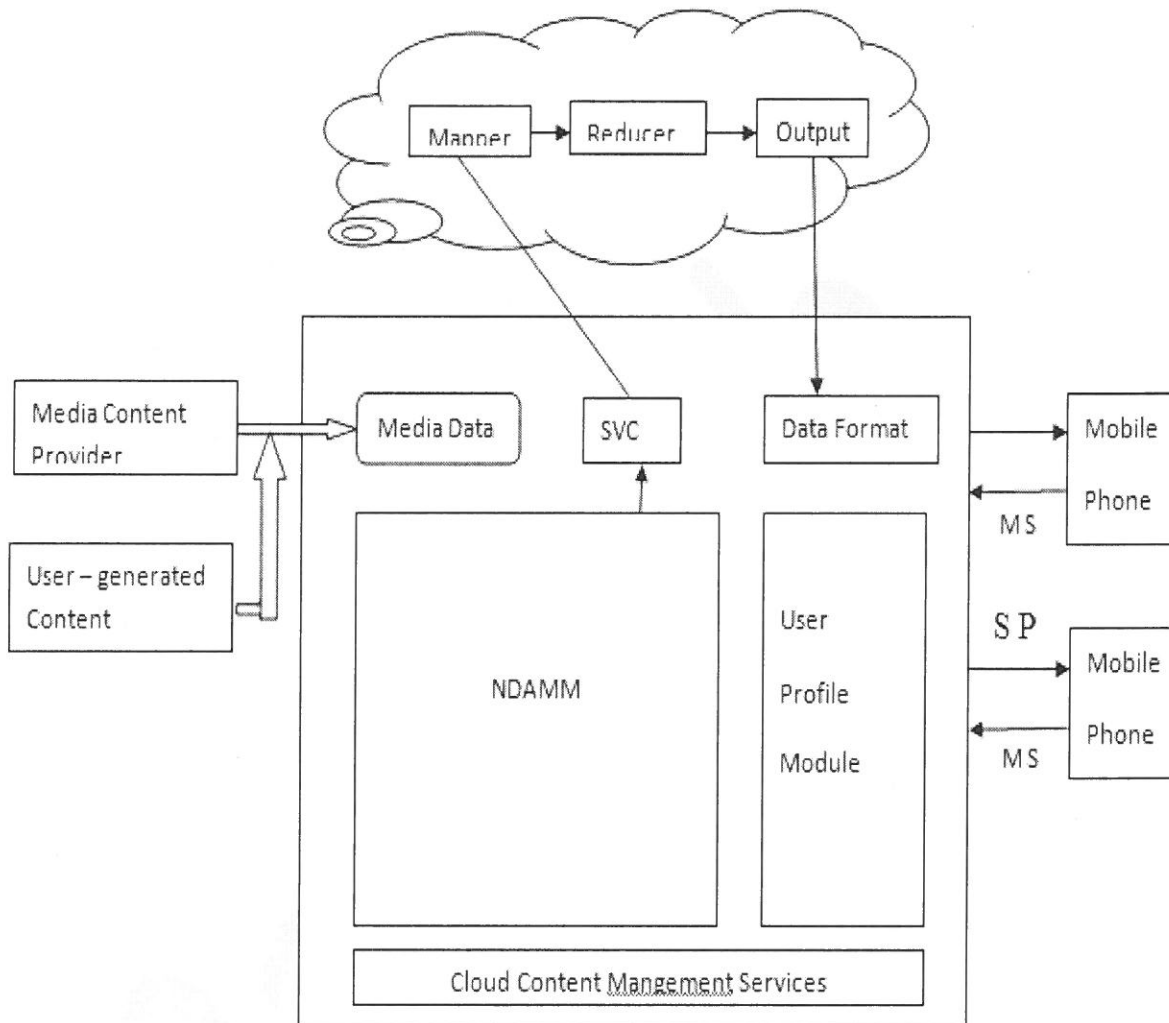 Mapper
Reducer
Output
Media Content
Provider
Media Data
SVC
Data Format
Mobile
Phone
MS
User – generated
Content
NDAMM
User
Profile
Module
SP
Mobile
Phone
MS
Cloud Content Mangement Services